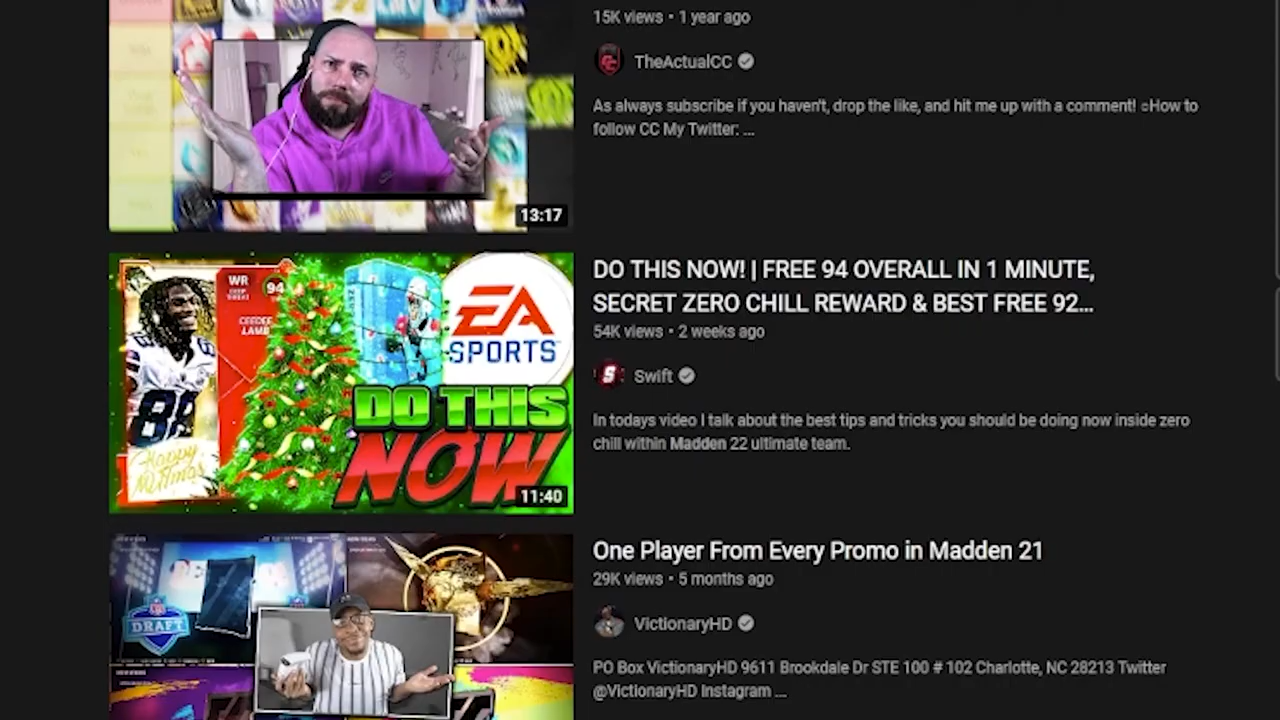 15K views • 1 year ago
TheActualCC
As always subscribe if you haven't, drop the like, and hit me up with a comment! ○How to
follow CC My Twitter: ...
13:17
WR
DEEP
THREAT
94
CEEDEE
LAMB
88
Happy
Mutmas
EA
SPORTS
DO THIS
NOW
11:40
DO THIS NOW! | FREE 94 OVERALL IN 1 MINUTE,
SECRET ZERO CHILL REWARD & BEST FREE 92...
54K views • 2 weeks ago
S
Swift
In todays video I talk about the best tips and tricks you should be doing now inside zero
chill within Madden 22 ultimate team.
DRAFT
One Player From Every Promo in Madden 21
29K views • 5 months ago
VictionaryHD
PO Box VictionaryHD 9611 Brookdale Dr STE 100 # 102 Charlotte, NC 28213 Twitter
@VictionaryHD Instagram ...